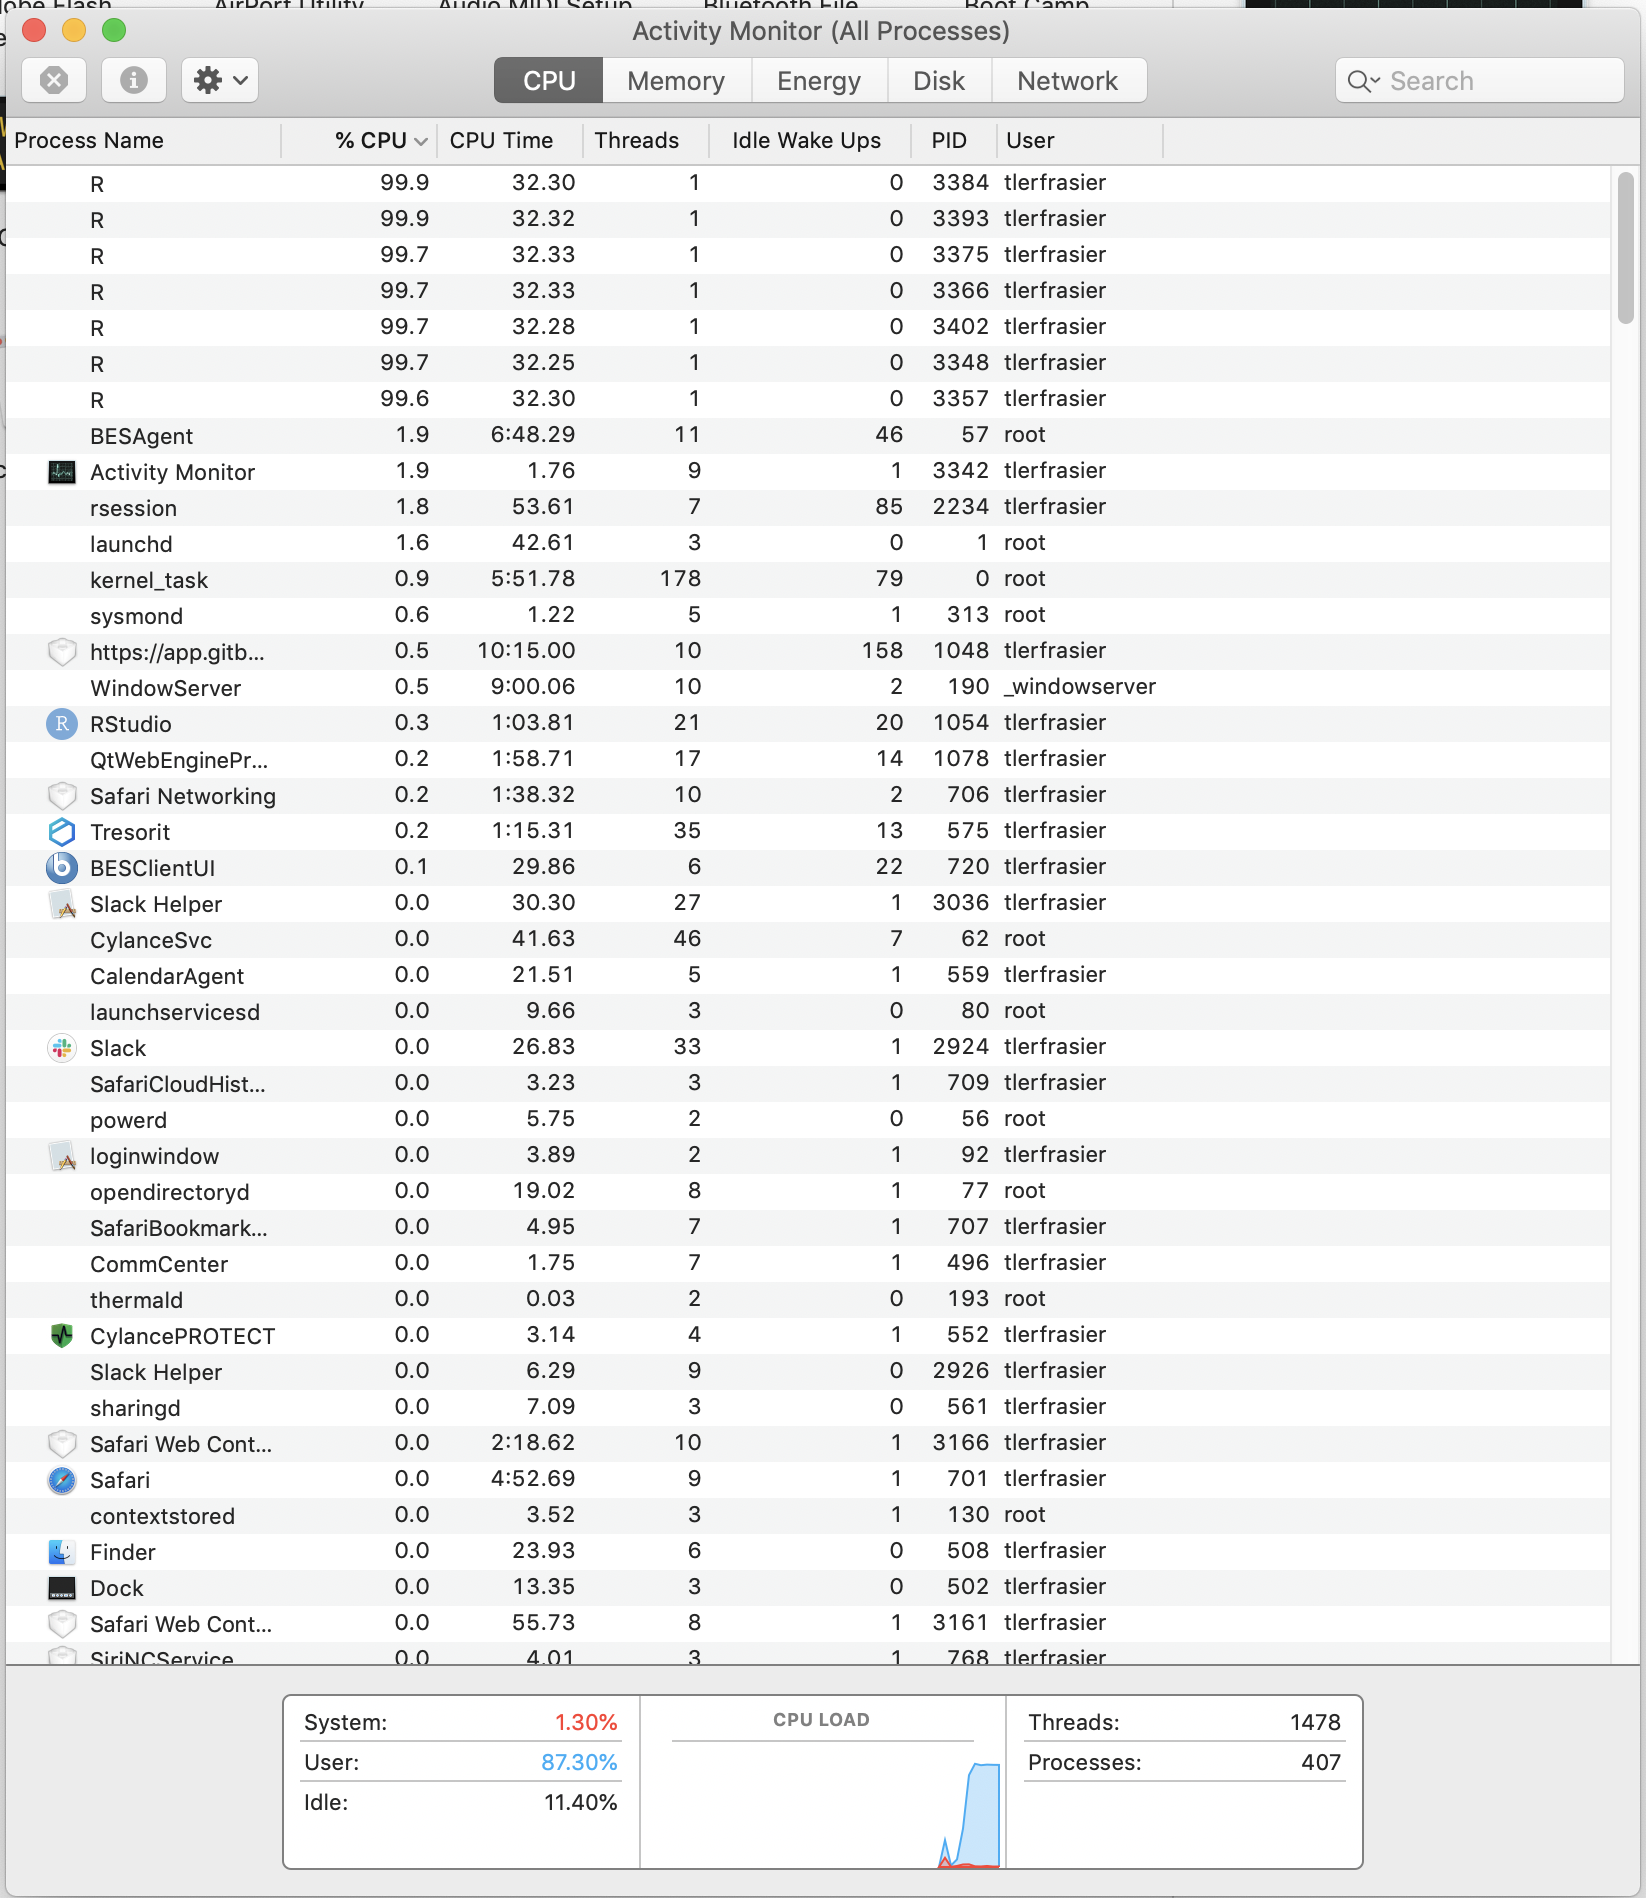 AirPort Utility Audio MIDI Setup Bluetooth File Boot Camp
Activity Monitor (All Processes)
CPU Memory Energy Disk Network Search
Process Name % CPU CPU Time Threads Idle Wake Ups PID User
R 99.9 32.30 1 0 3384 tlerfrasier
R 99.9 32.32 1 0 3393 tlerfrasier
R 99.7 32.33 1 0 3375 tlerfrasier
R 99.7 32.33 1 0 3366 tlerfrasier
R 99.7 32.28 1 0 3402 tlerfrasier
R 99.7 32.25 1 0 3348 tlerfrasier
R 99.6 32.30 1 0 3357 tlerfrasier
BESAgent 1.9 6:48.29 11 46 57 root
Activity Monitor 1.9 1.76 9 1 3342 tlerfrasier
rsession 1.8 53.61 7 85 2234 tlerfrasier
launchd 1.6 42.61 3 0 1 root
kernel_task 0.9 5:51.78 178 79 0 root
sysmond 0.6 1.22 5 1 313 root
https://app.gitb... 0.5 10:15.00 10 158 1048 tlerfrasier
WindowServer 0.5 9:00.06 10 2 190 _windowserver
R RStudio 0.3 1:03.81 21 20 1054 tlerfrasier
QtWebEnginePr... 0.2 1:58.71 17 14 1078 tlerfrasier
Safari Networking 0.2 1:38.32 10 2 706 tlerfrasier
Tresorit 0.2 1:15.31 35 13 575 tlerfrasier
b BESClientUI 0.1 29.86 6 22 720 tlerfrasier
Slack Helper 0.0 30.30 27 1 3036 tlerfrasier
CylanceSvc 0.0 41.63 46 7 62 root
CalendarAgent 0.0 21.51 5 1 559 tlerfrasier
launchservicesd 0.0 9.66 3 0 80 root
Slack 0.0 26.83 33 1 2924 tlerfrasier
SafariCloudHist... 0.0 3.23 3 1 709 tlerfrasier
powerd 0.0 5.75 2 0 56 root
loginwindow 0.0 3.89 2 1 92 tlerfrasier
opendirectoryd 0.0 19.02 8 1 77 root
SafariBookmark... 0.0 4.95 7 1 707 tlerfrasier
CommCenter 0.0 1.75 7 1 496 tlerfrasier
thermald 0.0 0.03 2 0 193 root
CylancePROTECT 0.0 3.14 4 1 552 tlerfrasier
Slack Helper 0.0 6.29 9 0 2926 tlerfrasier
sharingd 0.0 7.09 3 0 561 tlerfrasier
Safari Web Cont... 0.0 2:18.62 10 1 3166 tlerfrasier
Safari 0.0 4:52.69 9 1 701 tlerfrasier
contextstored 0.0 3.52 3 1 130 root
Finder 0.0 23.93 6 0 508 tlerfrasier
Dock 0.0 13.35 3 0 502 tlerfrasier
Safari Web Cont... 0.0 55.73 8 1 3161 tlerfrasier
SiriNCService 0.0 4.01 3 1 768 tlerfrasier
System: 1.30% CPU LOAD Threads: 1478
User: 87.30% Processes: 407
Idle: 11.40%